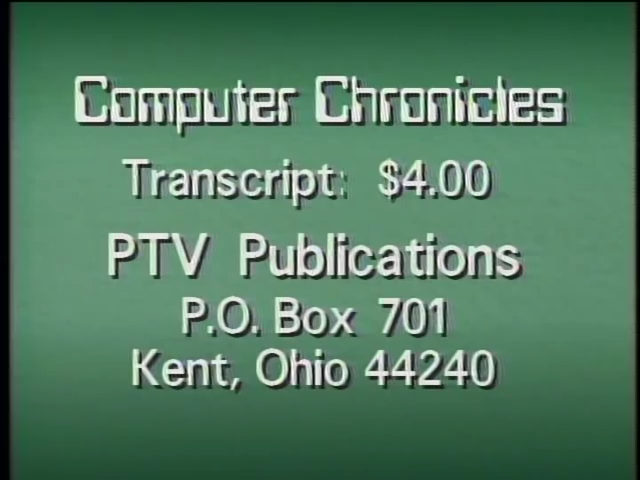 Computer Chronicles
Transcript: $4.00
PTV Publications
P.O. Box 701
Kent, Ohio 44240